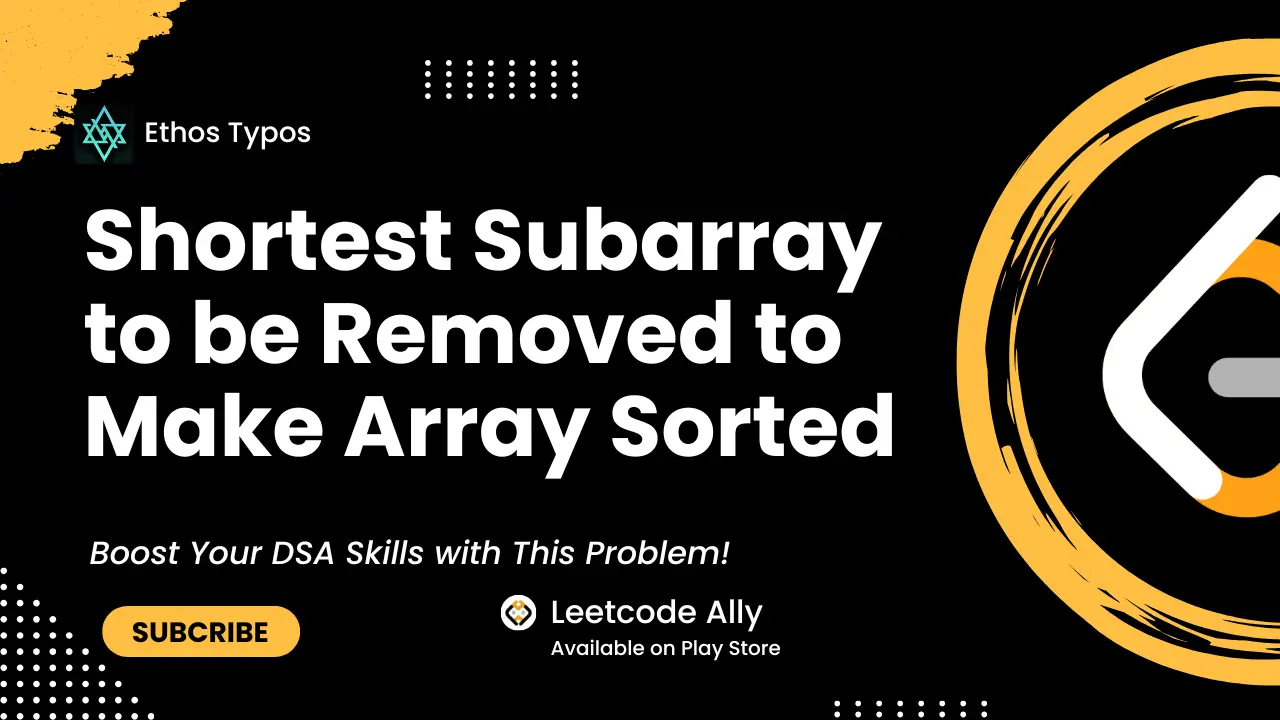 Ethos Typos
Shortest Subarray
to be Removed to
Make Array Sorted
Boost Your DSA Skills with This Problem!
SUBCRIBE
Leetcode Ally
Available on Play Store